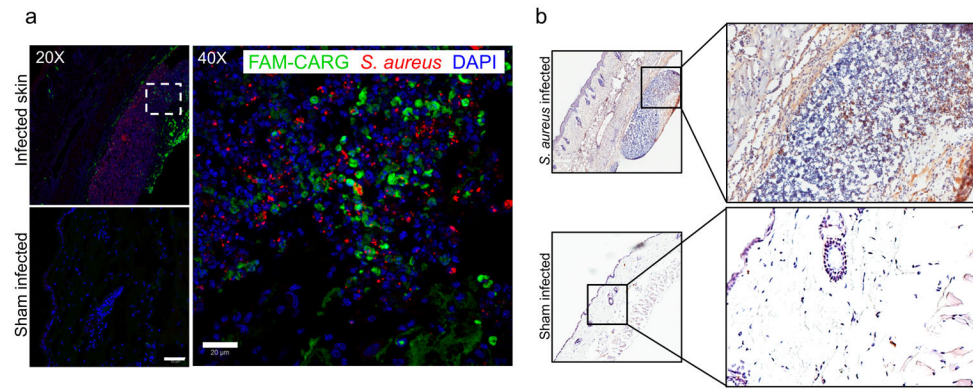 a
20X
Infected skin
Sham infected
40X
FAM-CARG S. aureus DAPI
20 µm
b
S. aureus infected
Sham infected